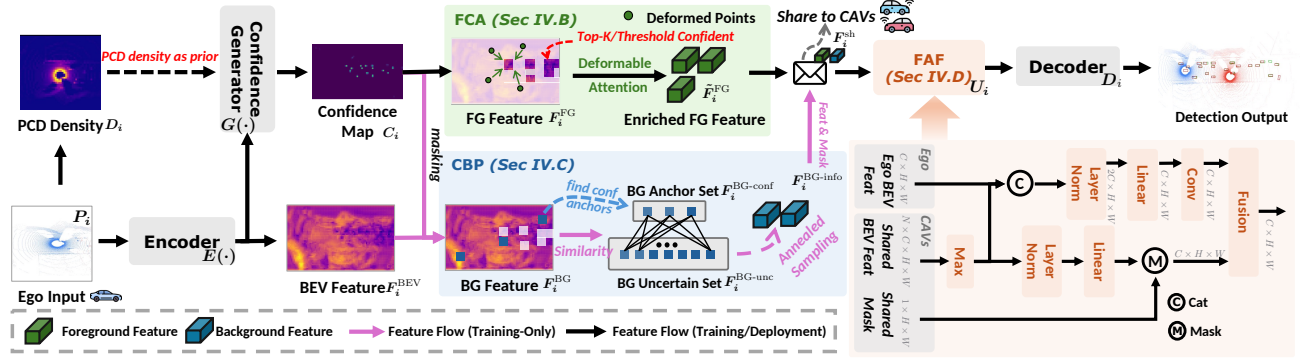 PCD density as prior
PCD Density D_i
P_i
Ego Input
Encoder
E(·)
Confidence
Generator
G(·)
Confidence
Map C_i
masking
BEV Feature F_i^BEV
FCA (Sec IV.B)
Deformed Points
Top-K/Threshold Confident
Deformable
Attention
F̃_i^FG
FG Feature F_i^FG
Enriched FG Feature
CBP (Sec IV.C)
find conf
anchors
BG Anchor Set F_i^BG-conf
Similarity
BG Feature F_i^BG
BG Uncertain Set F_i^BG-unc
F_i^BG-info
Annealed
Sampling
Feat & Mask
Share to CAVs
F_i^sh
FAF
(Sec IV.D)
U_i
Decoder
D_i
Detection Output
Ego
Ego BEV
Feat
C × H × W
CAVs
Shared
BEV Feat
N × C × H × W
Shared
Mask
1 × H × W
Max
C
Layer
Norm
2C × H × W
Linear
C × H × W
Conv
C × H × W
Fusion
C × H × W
Layer
Norm
Linear
M
C × H × W
C Cat
M Mask
Foreground Feature
Background Feature
Feature Flow (Training-Only)
Feature Flow (Training/Deployment)